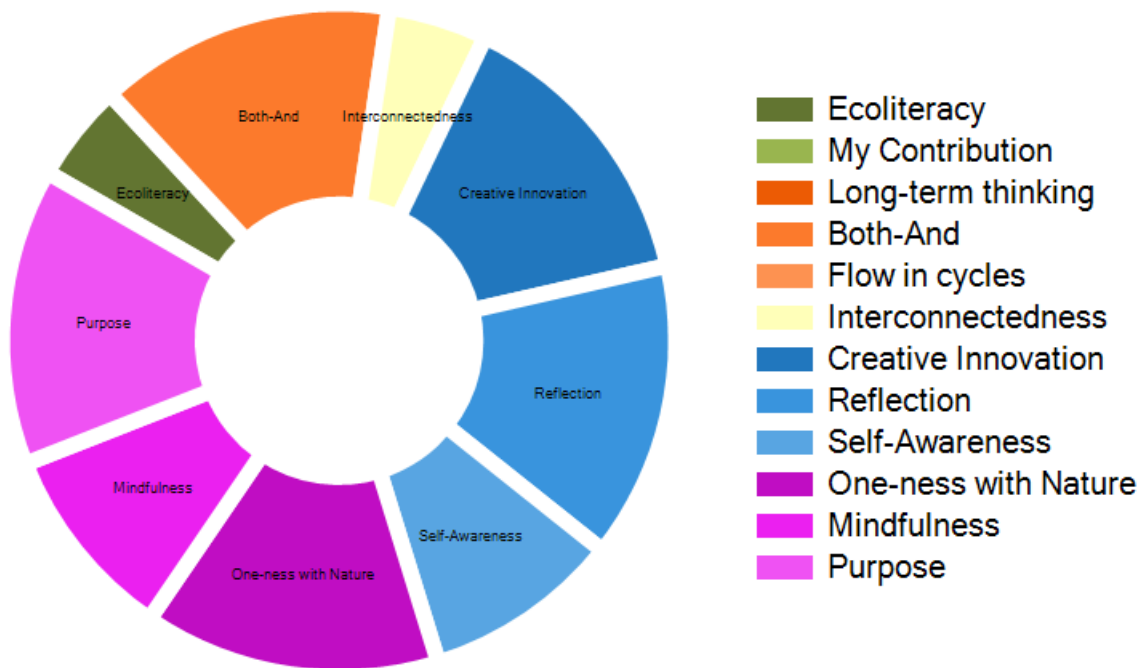 Both-And
Interconnectedness
Ecoliteracy
Creative Innovation
Purpose
Reflection
Mindfulness
Self-Awareness
One-ness with Nature
Ecoliteracy
My Contribution
Long-term thinking
Both-And
Flow in cycles
Interconnectedness
Creative Innovation
Reflection
Self-Awareness
One-ness with Nature
Mindfulness
Purpose